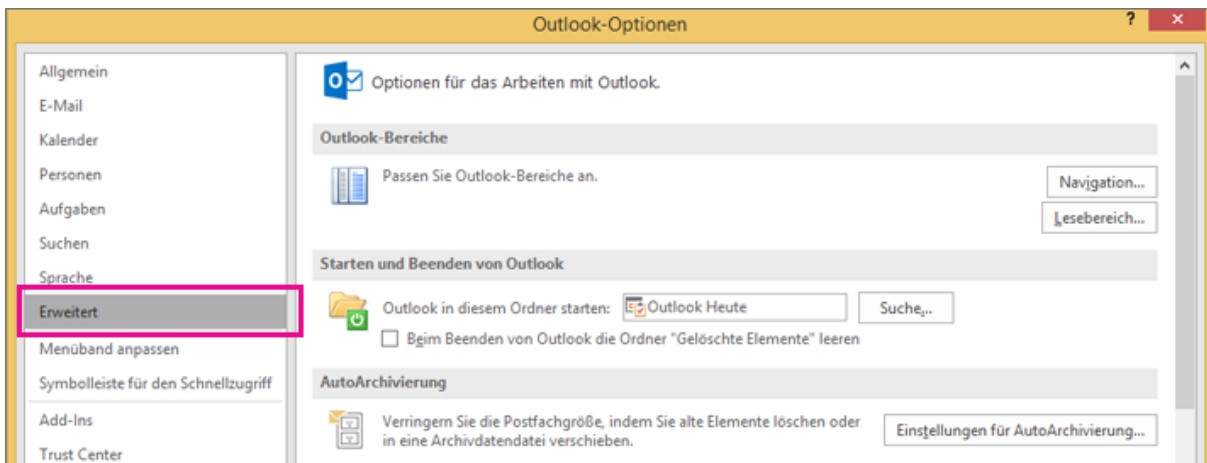 Outlook-Optionen
?
Allgemein
E-Mail
Kalender
Personen
Aufgaben
Suchen
Sprache
Erweitert
Menüband anpassen
Symbolleiste für den Schnellzugriff
Add-Ins
Trust Center
Optionen für das Arbeiten mit Outlook.
Outlook-Bereiche
Passen Sie Outlook-Bereiche an.
Navigation...
Lesebereich...
Starten und Beenden von Outlook
Outlook in diesem Ordner starten: Outlook Heute Suche...
Beim Beenden von Outlook die Ordner "Gelöschte Elemente" leeren
AutoArchivierung
Verringern Sie die Postfachgröße, indem Sie alte Elemente löschen oder
in eine Archivdatendatei verschieben.
Einstellungen für AutoArchivierung...